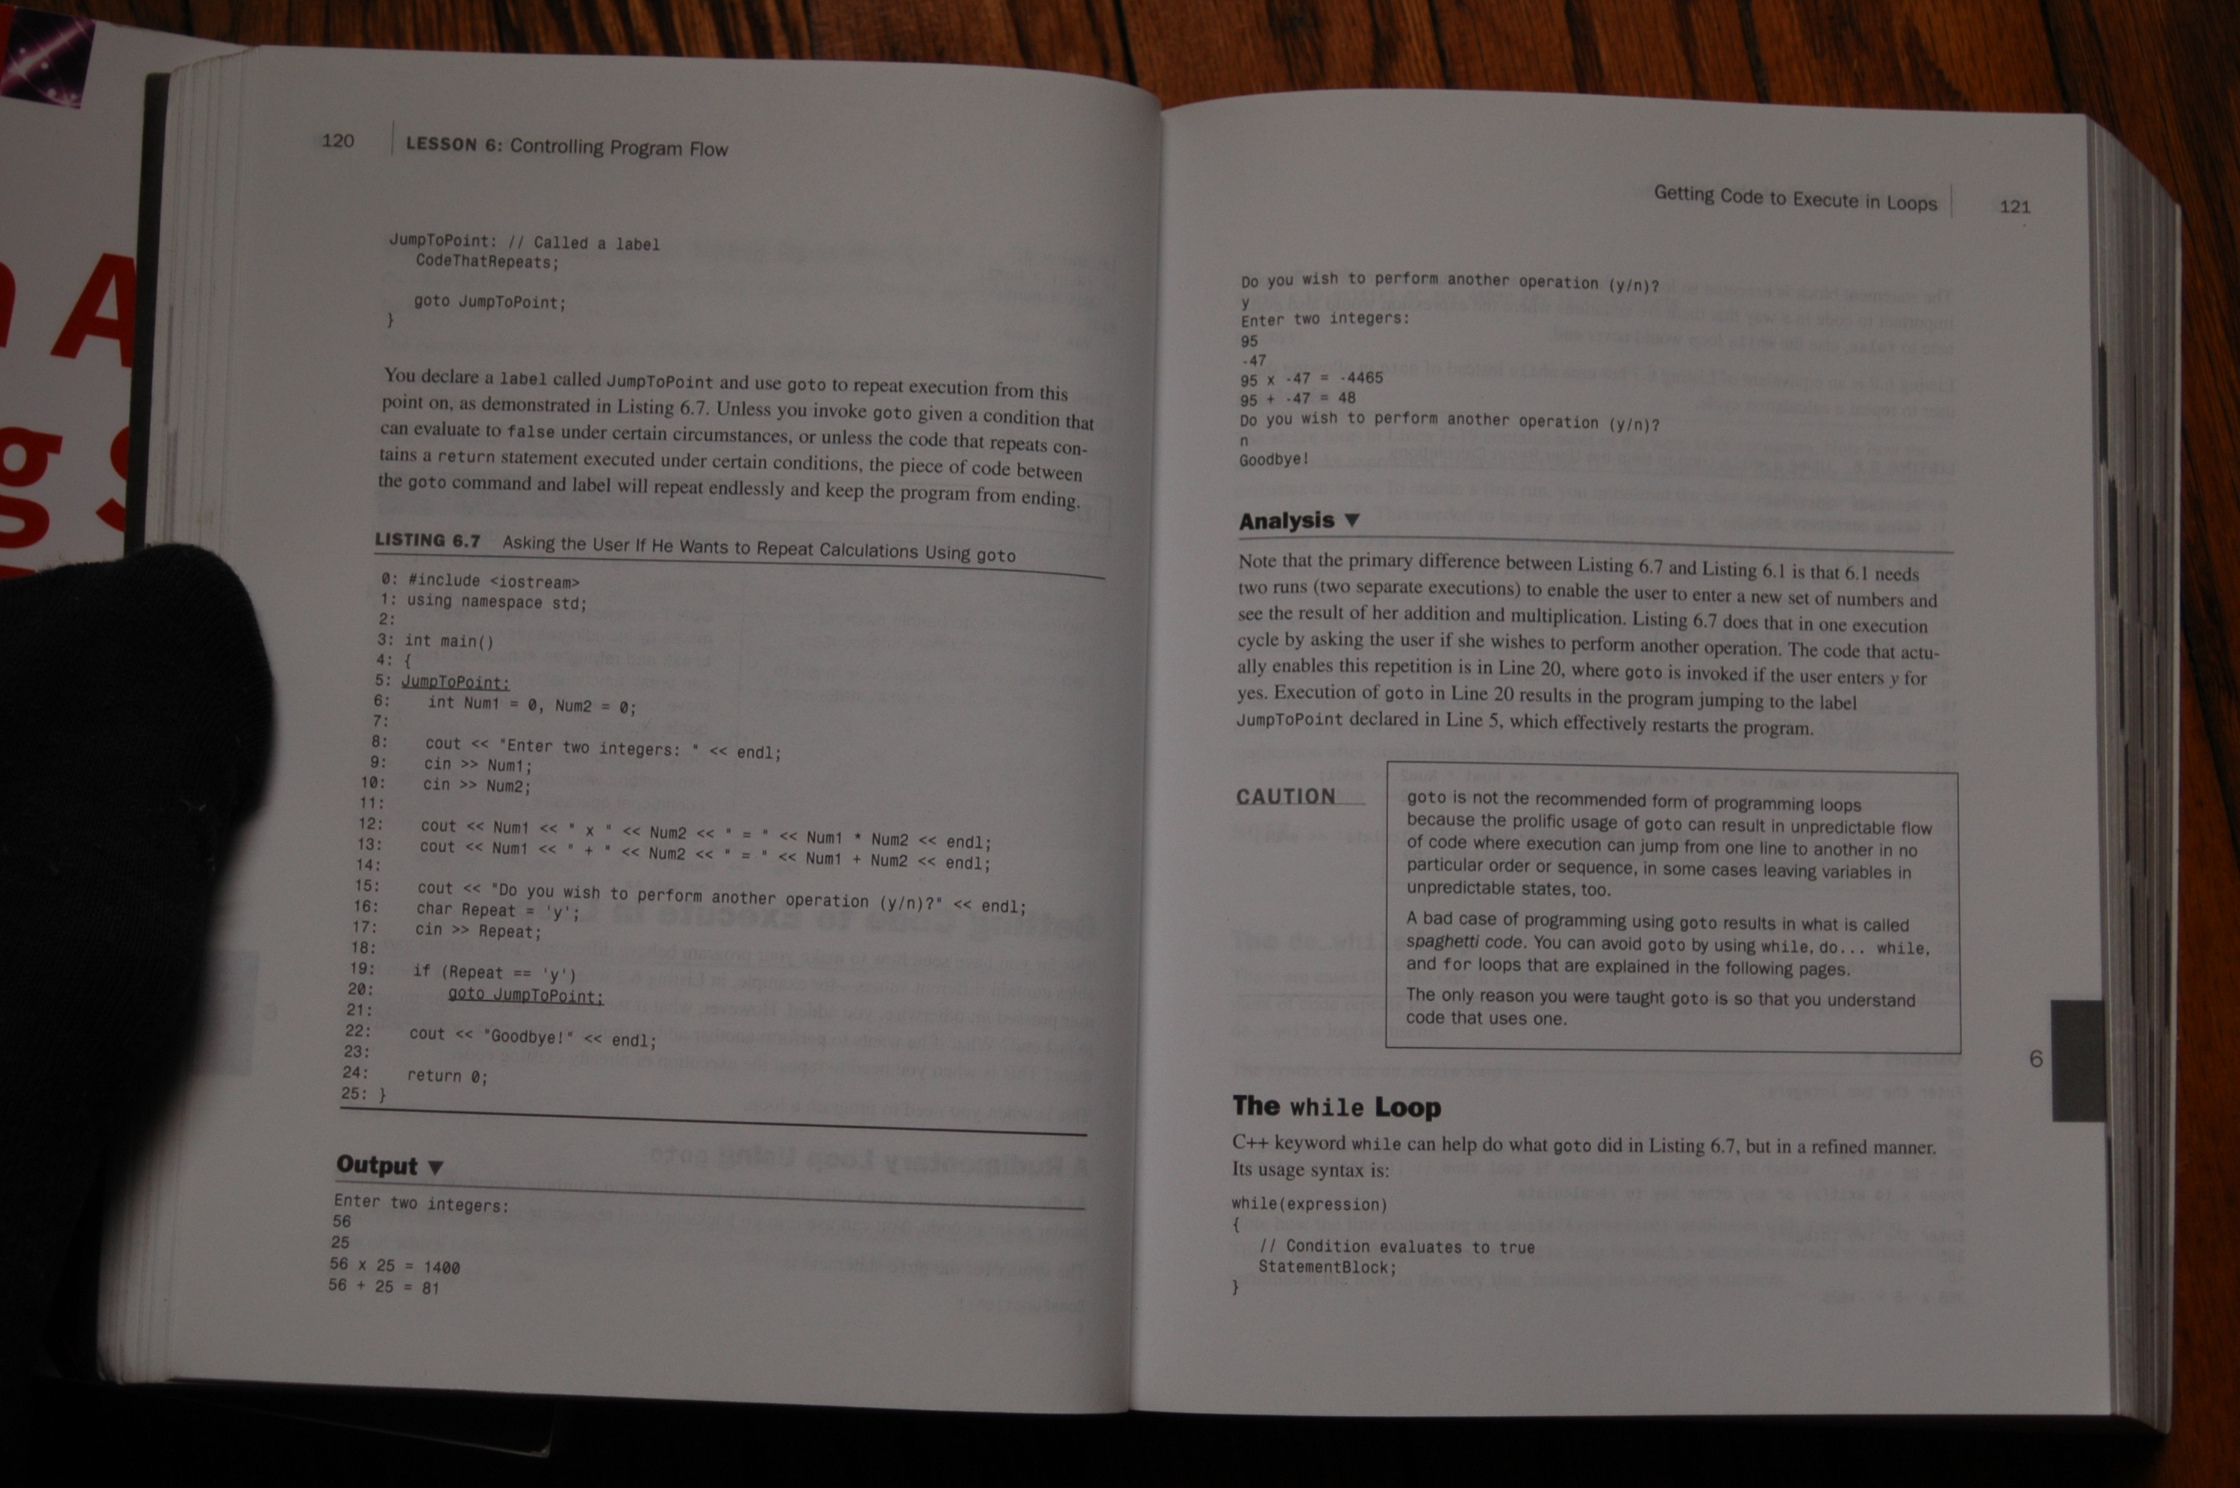 120 LESSON 6: Controlling Program Flow
JumpToPoint: // Called a label
CodeThatRepeats;
goto JumpToPoint;
}
You declare a label called JumpToPoint and use goto to repeat execution from this
point on, as demonstrated in Listing 6.7. Unless you invoke goto given a condition that
can evaluate to false under certain circumstances, or unless the code that repeats con-
tains a return statement executed under certain conditions, the piece of code between
the goto command and label will repeat endlessly and keep the program from ending.
LISTING 6.7 Asking the User If He Wants to Repeat Calculations Using goto
0: #include <iostream>
1: using namespace std;
2:
3: int main()
4: {
5: JumpToPoint:
6: int Num1 = 0, Num2 = 0;
7:
8: cout << "Enter two integers: " << endl;
9: cin >> Num1;
10: cin >> Num2;
11:
12: cout << Num1 << " x " << Num2 << " = " << Num1 * Num2 << endl;
13: cout << Num1 << " + " << Num2 << " = " << Num1 + Num2 << endl;
14:
15: cout << "Do you wish to perform another operation (y/n)?" << endl;
16: char Repeat = 'y';
17: cin >> Repeat;
18:
19: if (Repeat == 'y')
20: goto JumpToPoint;
21:
22: cout << "Goodbye!" << endl;
23:
24: return 0;
25: }
Output ▼
Enter two integers:
56
25
56 x 25 = 1400
56 + 25 = 81
Getting Code to Execute in Loops 121
Do you wish to perform another operation (y/n)?
y
Enter two integers:
95
-47
95 x -47 = -4465
95 + -47 = 48
Do you wish to perform another operation (y/n)?
n
Goodbye!
Analysis ▼
Note that the primary difference between Listing 6.7 and Listing 6.1 is that 6.1 needs
two runs (two separate executions) to enable the user to enter a new set of numbers and
see the result of her addition and multiplication. Listing 6.7 does that in one execution
cycle by asking the user if she wishes to perform another operation. The code that actu-
ally enables this repetition is in Line 20, where goto is invoked if the user enters y for
yes. Execution of goto in Line 20 results in the program jumping to the label
JumpToPoint declared in Line 5, which effectively restarts the program.
CAUTION
goto is not the recommended form of programming loops
because the prolific usage of goto can result in unpredictable flow
of code where execution can jump from one line to another in no
particular order or sequence, in some cases leaving variables in
unpredictable states, too.
A bad case of programming using goto results in what is called
spaghetti code. You can avoid goto by using while, do... while,
and for loops that are explained in the following pages.
The only reason you were taught goto is so that you understand
code that uses one.
6
The while Loop
C++ keyword while can help do what goto did in Listing 6.7, but in a refined manner.
Its usage syntax is:
while(expression)
{
// Condition evaluates to true
StatementBlock;
}